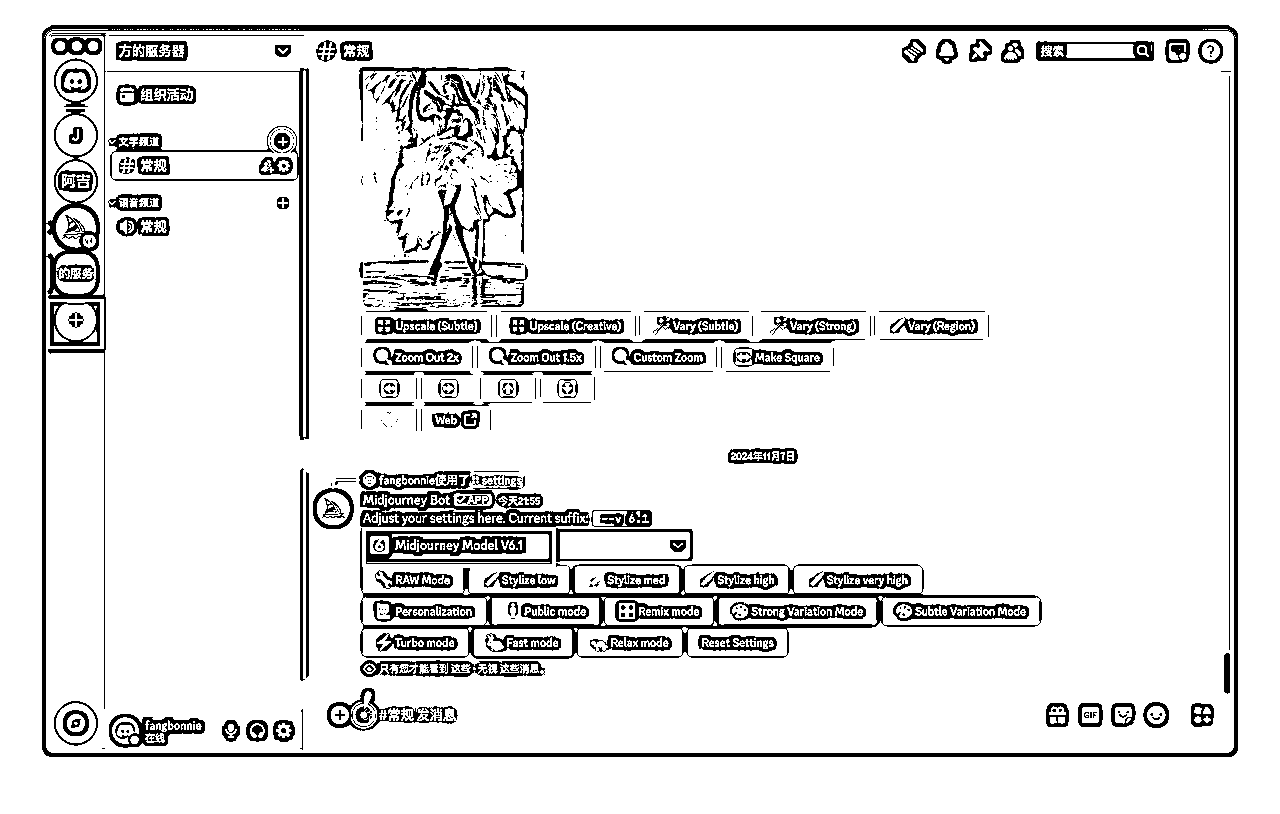 方的服务器
常规
搜索
组织活动
J
文字频道
常规
阿吉
语音频道
常规
的服务
Upscale (Subtle) Upscale (Creative) Vary (Subtle) Vary (Strong) Vary (Region)
Zoom Out 2x Zoom Out 1.5x Custom Zoom Make Square
Web
2024年11月7日
fangbonnie使用了 settings
Midjourney Bot APP 今天21:55
Adjust your settings here. Current suffix: --v 6.1
Midjourney Model V6.1
RAW Mode Stylize low Stylize med Stylize high Stylize very high
Personalization Public mode Remix mode Strong Variation Mode Subtle Variation Mode
Turbo mode Fast mode Relax mode Reset Settings
只有您才能看到这些·无视这些消息。
#常规 发消息
GIF
fangbonnie
在线